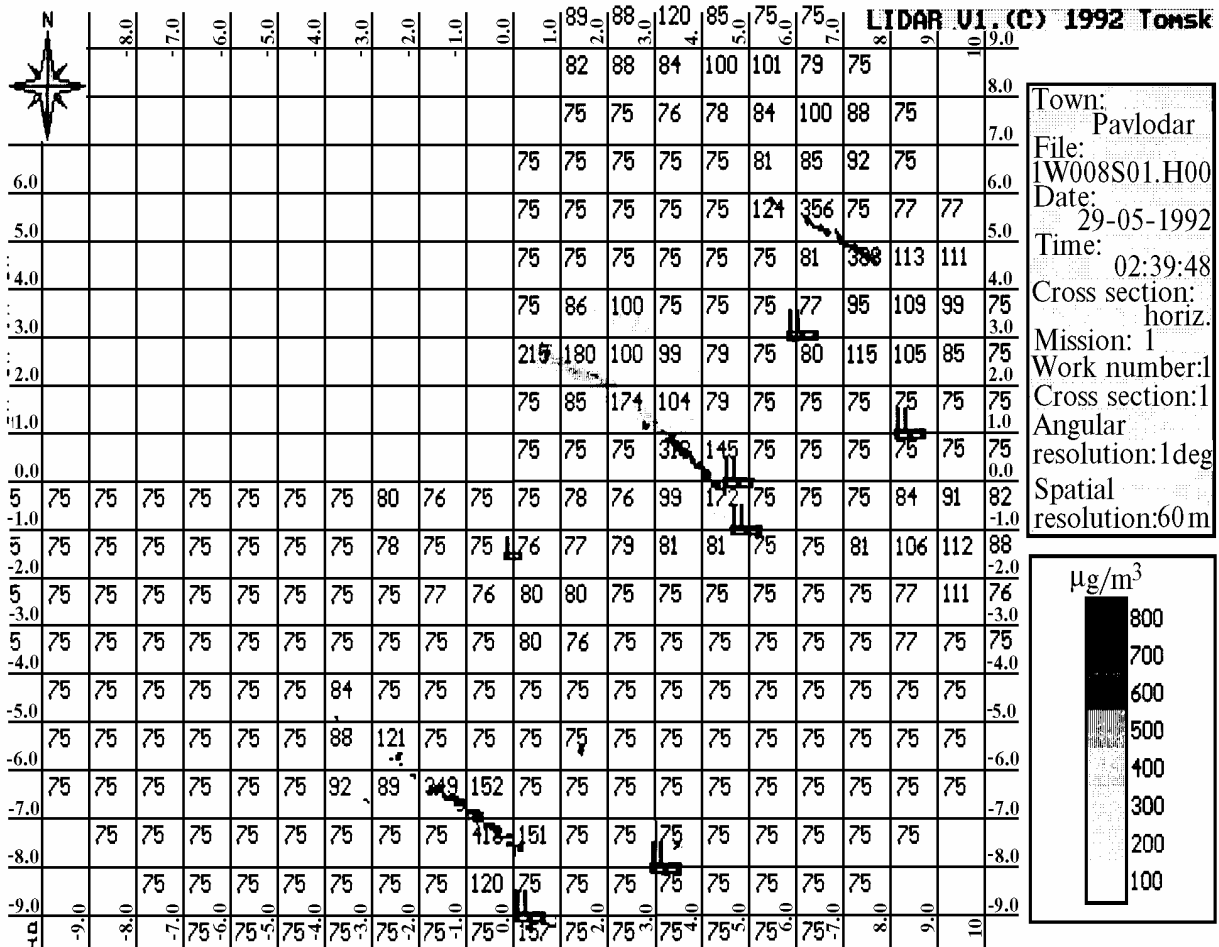 89 88 120 85 75 75
LIDAR V1.(C) 1992 Tomsk
N
-8.0 -7.0 -6.0 -5.0 -4.0 -3.0 -2.0 -1.0 0.0 1.0 2.0 3.0 4.0 5.0 6.0 7.0 8. 9. 10 9.0
82 88 84 100 101 79 75
8.0
75 75 76 78 84 100 88 75
7.0
75 75 75 75 75 81 85 92 75
6.0 6.0
75 75 75 75 75 124 356 75 77 77
5.0 5.0
75 75 75 75 75 75 81 388 113 111
4.0 4.0
75 86 100 75 75 75 77 95 109 99 75
3.0 3.0
215 180 100 99 79 75 80 115 105 85 75
2.0 2.0
75 85 174 104 79 75 75 75 75 75 75
1.0 1.0
75 75 75 145 75 75 75 75 75 75
0.0 0.0
5 75 75 75 75 75 75 75 80 76 75 75 78 76 99 172 75 75 75 84 91 82
-1.0 -1.0
5 75 75 75 75 75 75 75 78 75 75 76 77 79 81 81 75 75 81 106 112 88
-2.0 -2.0
5 75 75 75 75 75 75 75 75 77 76 80 80 75 75 75 75 75 75 77 111 76
-3.0 -3.0
5 75 75 75 75 75 75 75 75 75 75 80 76 75 75 75 75 75 75 77 75 75
-4.0 -4.0
75 75 75 75 75 75 84 75 75 75 75 75 75 75 75 75 75 75 75 75
-5.0 -5.0
75 75 75 75 75 75 88 121 75 75 75 75 75 75 75 75 75 75 75 75
-6.0 -6.0
75 75 75 75 75 75 92 89 349 152 75 75 75 75 75 75 75 75 75 75
-7.0 -7.0
75 75 75 75 75 75 75 75 418 151 75 75 75 75 75 75 75 75
-8.0 -8.0
75 75 75 75 75 75 75 120 75 75 75 75 75 75 75 75
-9.0 -8.0 -7.0 -6.0 -5.0 -4.0 -3.0 -2.0 -1.0 0.0 2.0 3.0 4.0 5.0 6.0 7.0 8. 9. 10 -9.0
75 75 75 75 75 157 75 75 75 75 75
Town:
Pavlodar
File:
1W008S01.H00
Date:
29-05-1992
Time:
02:39:48
Cross section:
horiz.
Mission: 1
Work number:1
Cross section:1
Angular
resolution:1deg
Spatial
resolution:60 m
µg/m³
800
700
600
500
400
300
200
100